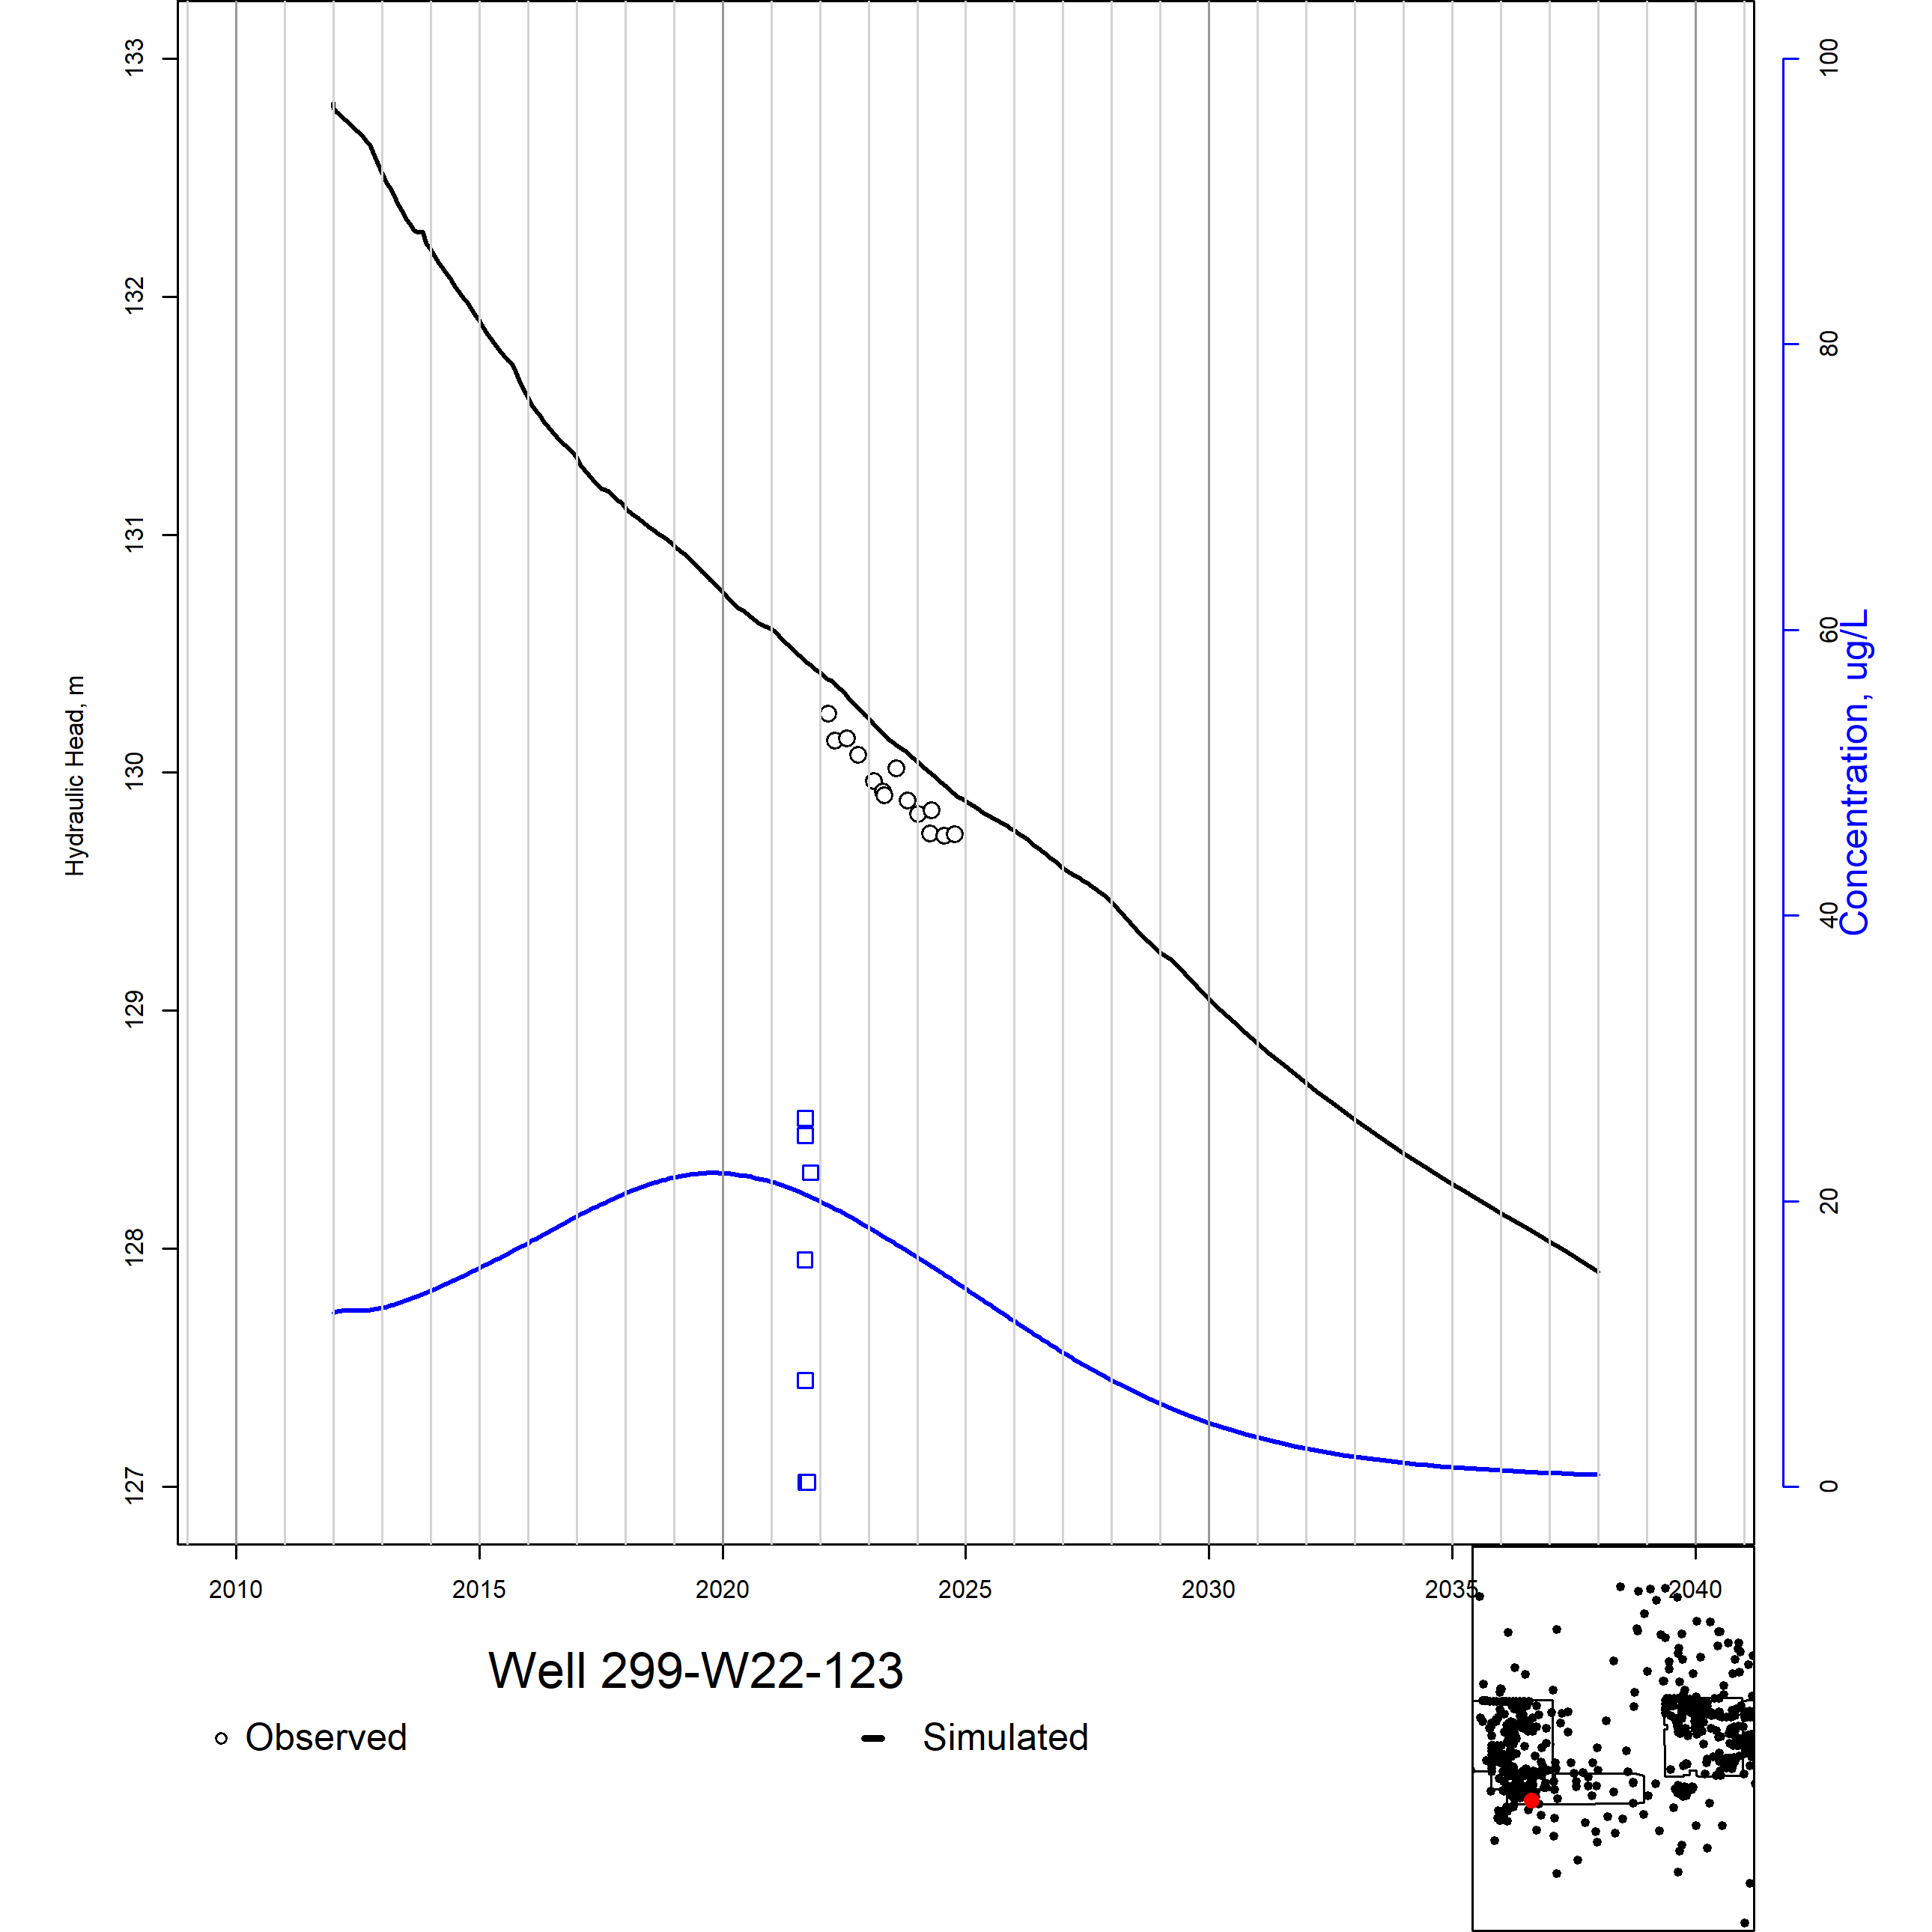 133
132
131
130
129
128
127
Hydraulic Head, m
100
80
60
40
20
0
Concentration, ug/L
2010 2015 2020 2025 2030 2035 2040
Well 299-W22-123
Observed Simulated